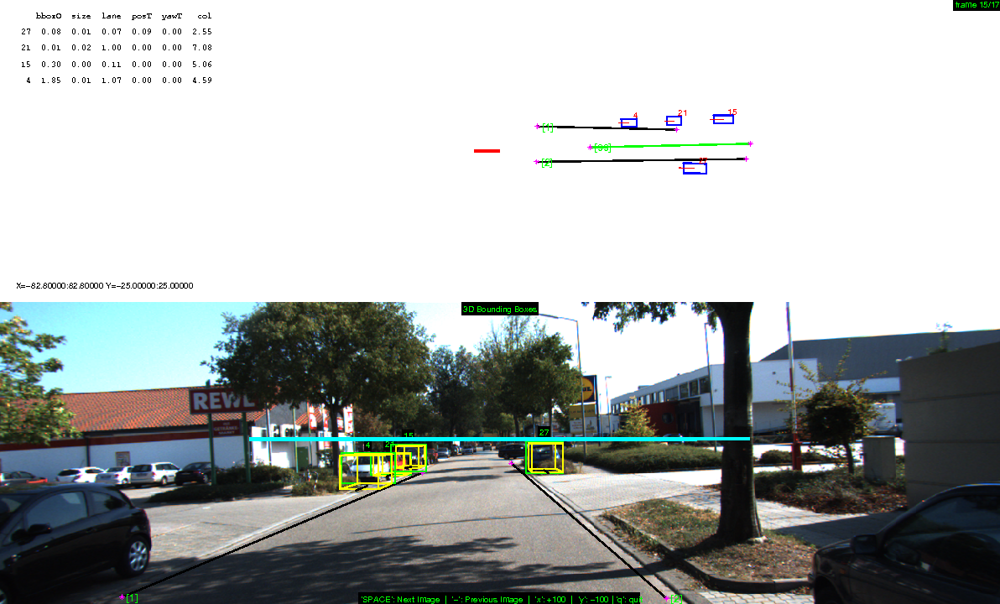 frame 15/17
bboxO size lane posT yawT col
27 0.08 0.01 0.07 0.09 0.00 2.55
21 0.01 0.02 1.00 0.00 0.00 7.08
15 0.30 0.00 0.11 0.00 0.00 5.06
4 1.85 0.01 1.07 0.00 0.00 4.59
4
21
15
[1]
[2]
X=-82.80000:82.80000 Y=-25.00000:25.00000
3D Bounding Boxes
REWE
15
4
27
[1]
'SPACE': Next Image | '-': Previous Image | 'x': +100 | 'y': -100 | 'q': quit
[2]